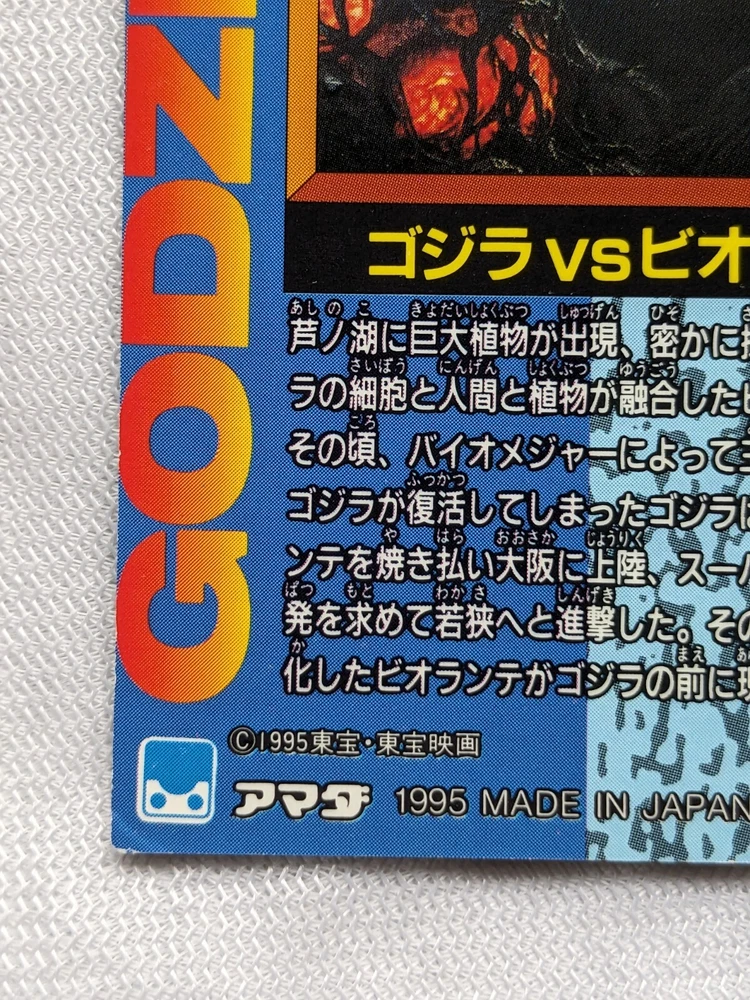 GODZ
ゴジラvsビオ
芦ノ湖に巨大植物が出現、密かに
あしのこ きょだいしょくぶつ しゅつげん ひそ
ラの細胞と人間と植物が融合した
さいぼう にんげん しょくぶつ ゆうごう
その頃、バイオメジャーによって
ころ
ゴジラが復活してしまったゴジラ
ふっかつ
ンテを焼き払い大阪に上陸、スー
や はら おおさか じょうりく
発を求めて若狭へと進撃した。その
ぱつ もと わかさ しんげき
化したビオランテがゴジラの前に
か まえ
©1995東宝・東宝映画
アマダ 1995 MADE IN JAPAN